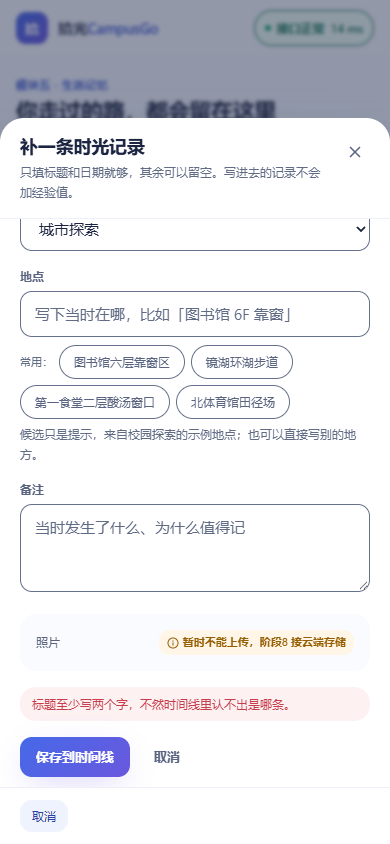 拾
拾光CampusGo
接口正常 14 ms
模块五 · 生活记忆
你走过的路，都会留在这里
补一条时光记录
只填标题和日期就够，其余可以留空。写进去的记录不会
加经验值。
城市探索
地点
写下当时在哪，比如「图书馆 6F 靠窗」
常用：
图书馆六层靠窗区
镜湖环湖步道
第一食堂二层酸汤窗口
北体育馆田径场
候选只是提示，来自校园探索的示例地点；也可以直接写别的地
方。
备注
当时发生了什么、为什么值得记
照片
暂时不能上传，阶段8 接云端存储
标题至少写两个字，不然时间线里认不出是哪条。
保存到时间线
取消
取消